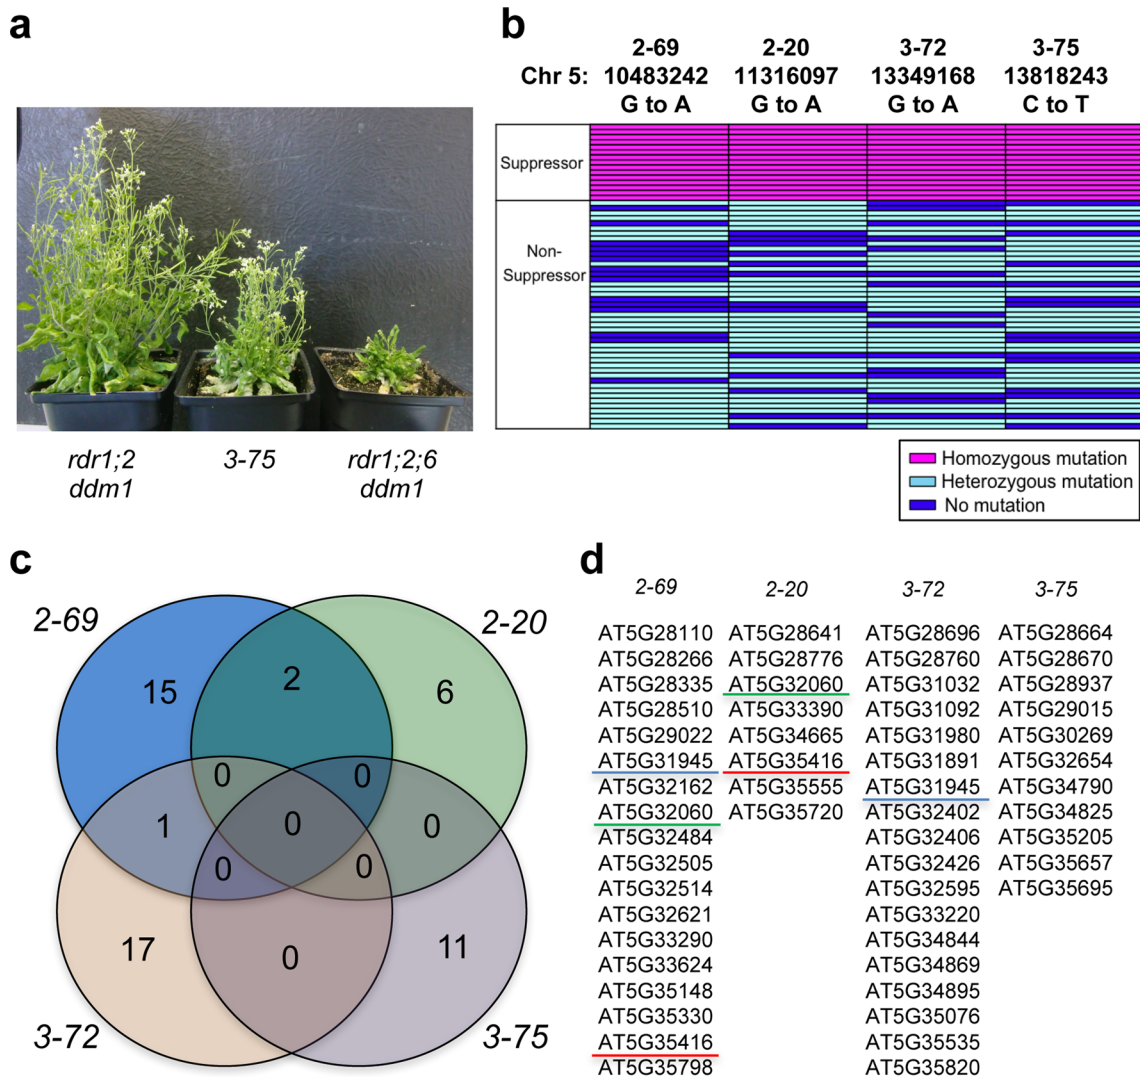 a
rdr1;2
ddm1
3-75
rdr1;2;6
ddm1
b
2-69 2-20 3-72 3-75
Chr 5: 10483242 11316097 13349168 13818243
G to A G to A G to A C to T
Suppressor
Non-
Suppressor
Homozygous mutation
Heterozygous mutation
No mutation
c
2-69
2-20
15
2
6
0
0
1
0
0
0
0
17
0
11
3-72
3-75
d
2-69 2-20 3-72 3-75
AT5G28110 AT5G28641 AT5G28696 AT5G28664
AT5G28266 AT5G28776 AT5G28760 AT5G28670
AT5G28335 AT5G32060 AT5G31032 AT5G28937
AT5G28510 AT5G33390 AT5G31092 AT5G29015
AT5G29022 AT5G34665 AT5G31980 AT5G30269
AT5G31945 AT5G35416 AT5G31891 AT5G32654
AT5G32162 AT5G35555 AT5G31945 AT5G34790
AT5G32060 AT5G35720 AT5G32402 AT5G34825
AT5G32484 AT5G32406 AT5G35205
AT5G32505 AT5G32426 AT5G35657
AT5G32514 AT5G32595 AT5G35695
AT5G32621 AT5G33220
AT5G33290 AT5G34844
AT5G33624 AT5G34869
AT5G35148 AT5G34895
AT5G35330 AT5G35076
AT5G35416 AT5G35535
AT5G35798 AT5G35820